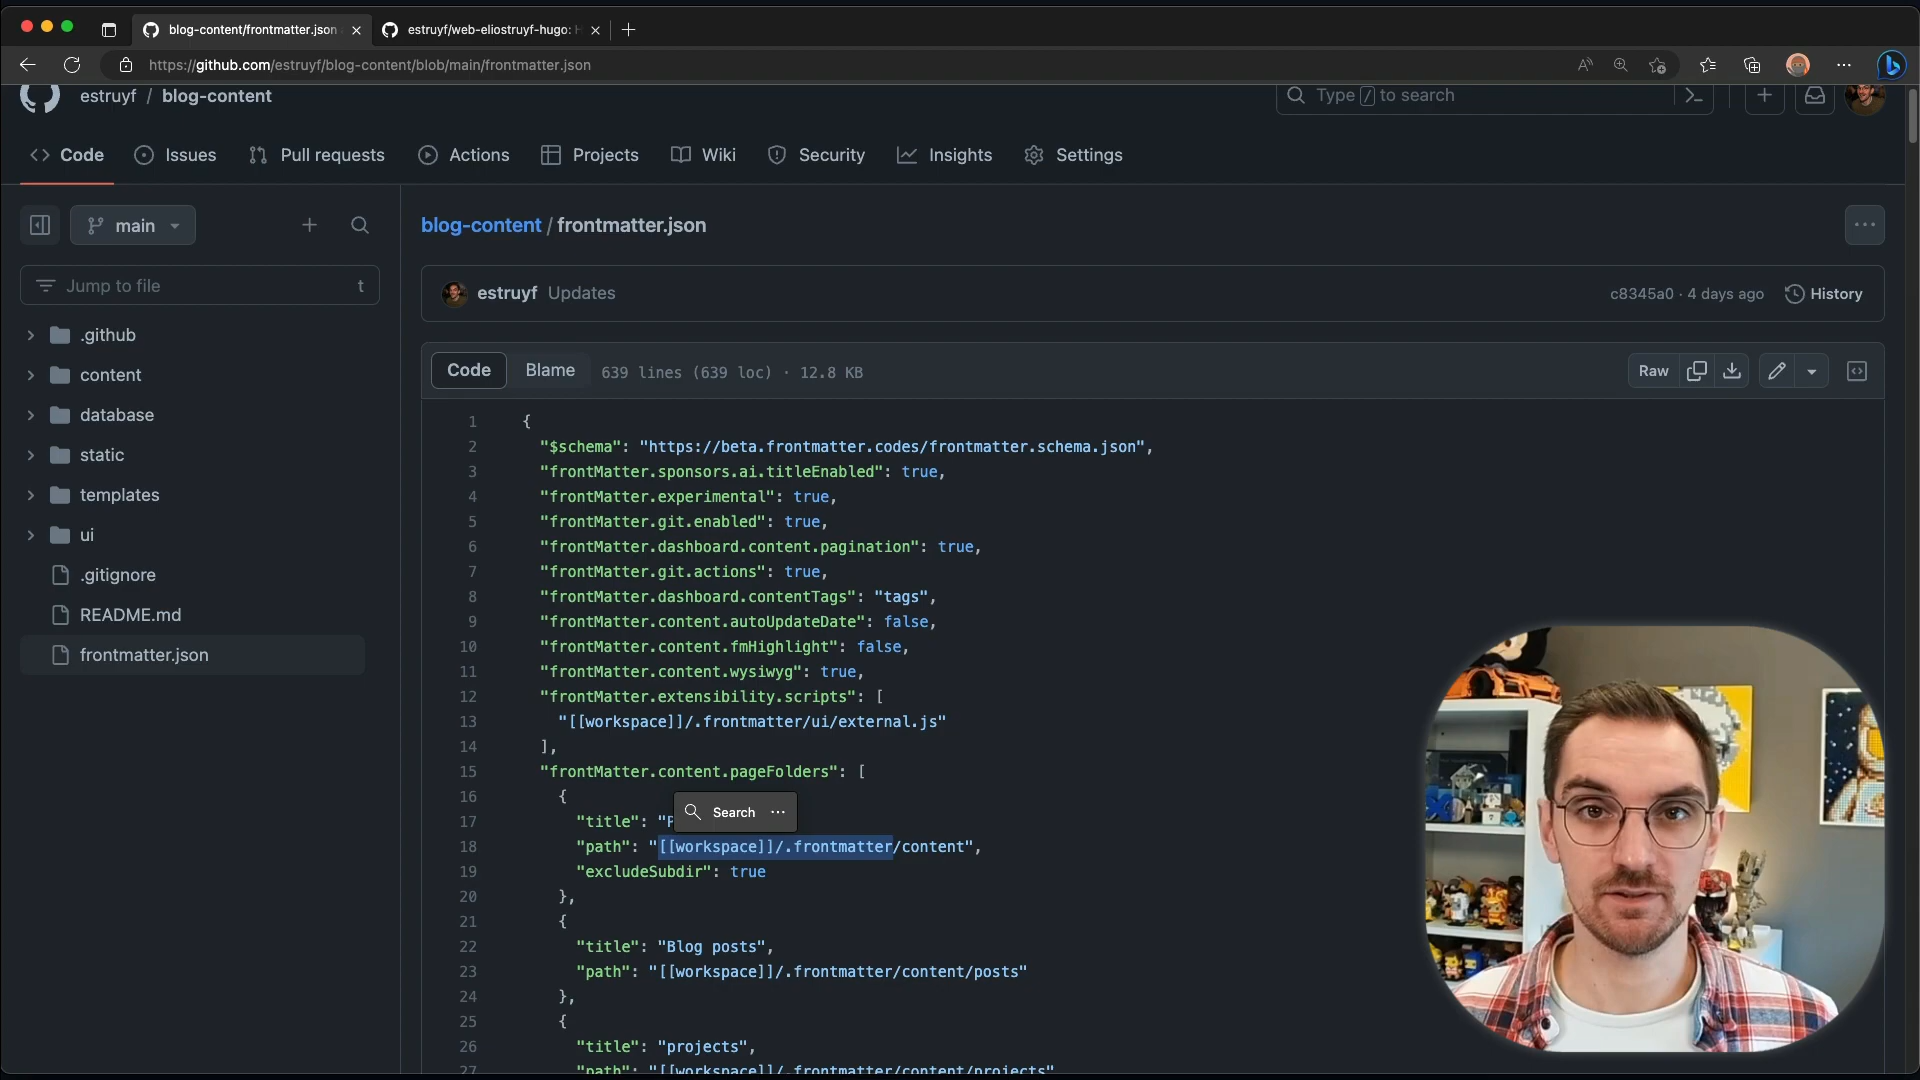 blog-content/frontmatter.json
estruyf/web-eliostruyf-hugo:
https://github.com/estruyf/blog-content/blob/main/frontmatter.json
estruyf / blog-content
Type / to search
Code
Issues
Pull requests
Actions
Projects
Wiki
Security
Insights
Settings
main
blog-content / frontmatter.json
Jump to file
t
estruyf Updates
c8345a0 · 4 days ago
History
.github
content
database
static
templates
ui
.gitignore
README.md
frontmatter.json
Code
Blame
639 lines (639 loc) · 12.8 KB
Raw
1 {
2 "$schema": "https://beta.frontmatter.codes/frontmatter.schema.json",
3 "frontMatter.sponsors.ai.titleEnabled": true,
4 "frontMatter.experimental": true,
5 "frontMatter.git.enabled": true,
6 "frontMatter.dashboard.content.pagination": true,
7 "frontMatter.git.actions": true,
8 "frontMatter.dashboard.contentTags": "tags",
9 "frontMatter.content.autoUpdateDate": false,
10 "frontMatter.content.fmHighlight": false,
11 "frontMatter.content.wysiwyg": true,
12 "frontMatter.extensibility.scripts": [
13 "[[workspace]]/.frontmatter/ui/external.js"
14 ],
15 "frontMatter.content.pageFolders": [
16 {
Search
17 "title":
18 "path": "[[workspace]]/.frontmatter/content",
19 "excludeSubdir": true
20 },
21 {
22 "title": "Blog posts",
23 "path": "[[workspace]]/.frontmatter/content/posts"
24 },
25 {
26 "title": "projects",
27 "path": "[[workspace]]/.frontmatter/content/projects"